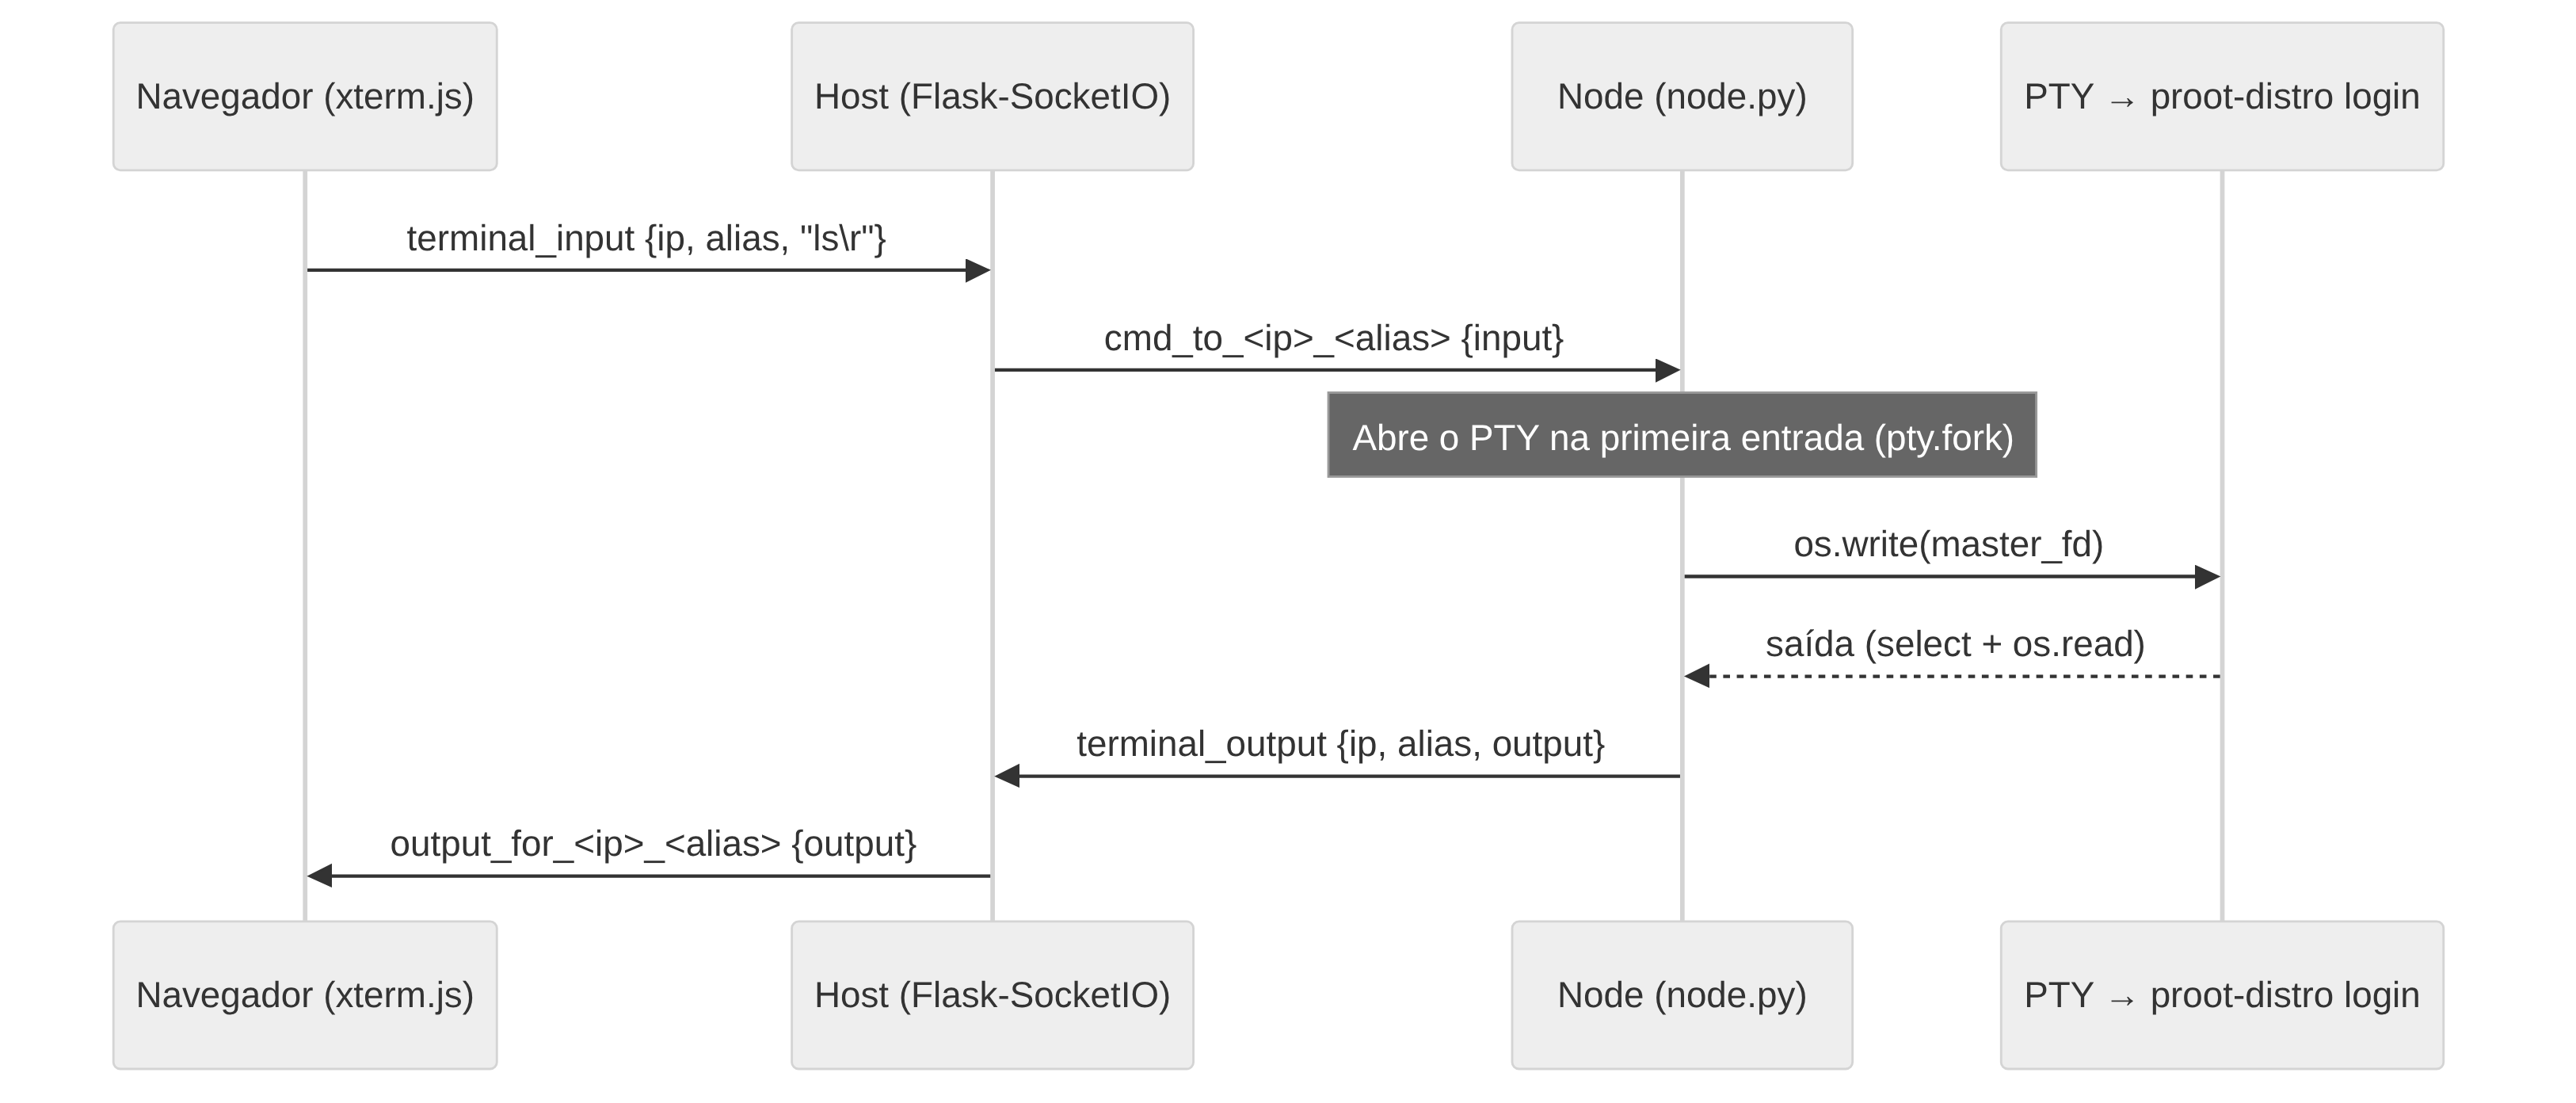 Navegador (xterm.js)
Host (Flask-SocketIO)
Node (node.py)
PTY → proot-distro login
terminal_input {ip, alias, "ls\r"}
cmd_to_<ip>_<alias> {input}
Abre o PTY na primeira entrada (pty.fork)
os.write(master_fd)
saída (select + os.read)
terminal_output {ip, alias, output}
output_for_<ip>_<alias> {output}
Navegador (xterm.js)
Host (Flask-SocketIO)
Node (node.py)
PTY → proot-distro login